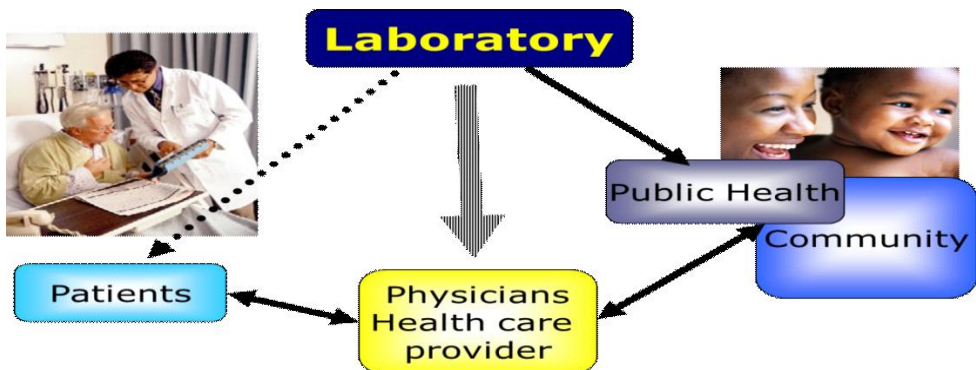 Laboratory
Public Health
Community
Patients
Physicians
Health care
provider